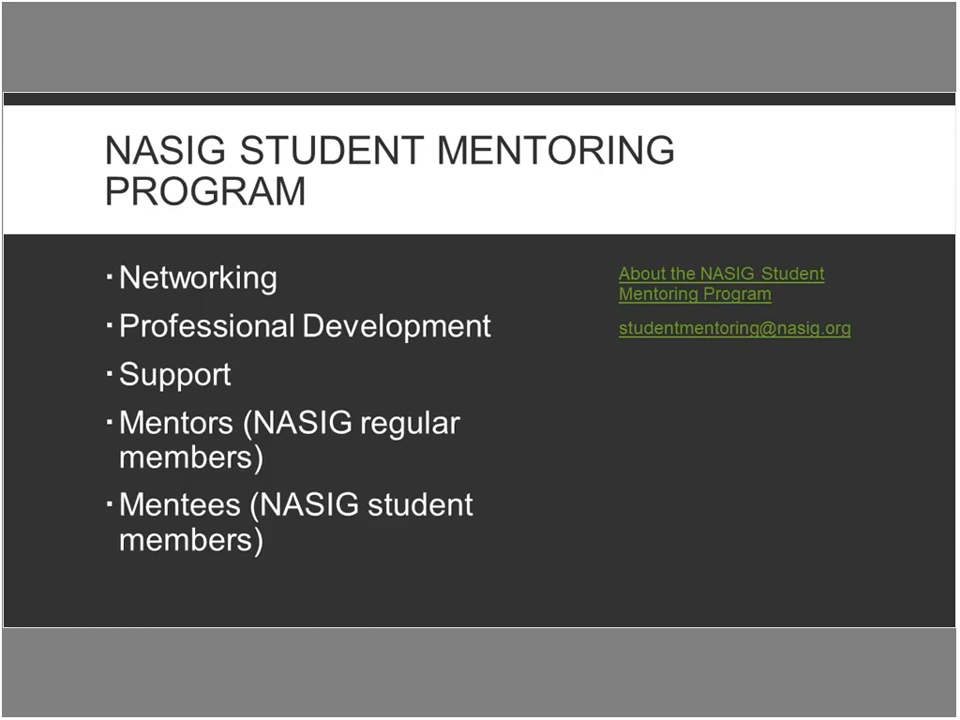 NASIG STUDENT MENTORING
PROGRAM
▪ Networking
▪ Professional Development
▪ Support
▪ Mentors (NASIG regular
members)
▪ Mentees (NASIG student
members)
About the NASIG Student
Mentoring Program
studentmentoring@nasig.org